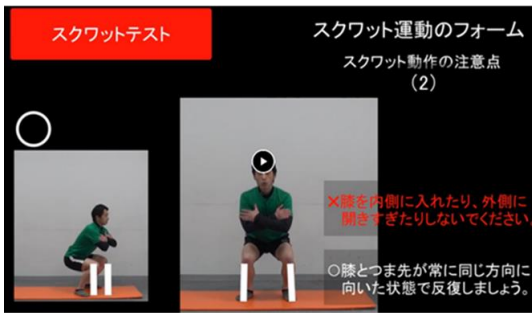 スクワットテスト
スクワット運動のフォーム
スクワット動作の注意点
(2)
×膝を内側に入れたり、外側に
開きすぎたりしないでください。
○膝とつま先が常に同じ方向に
向いた状態で反復しましょう。